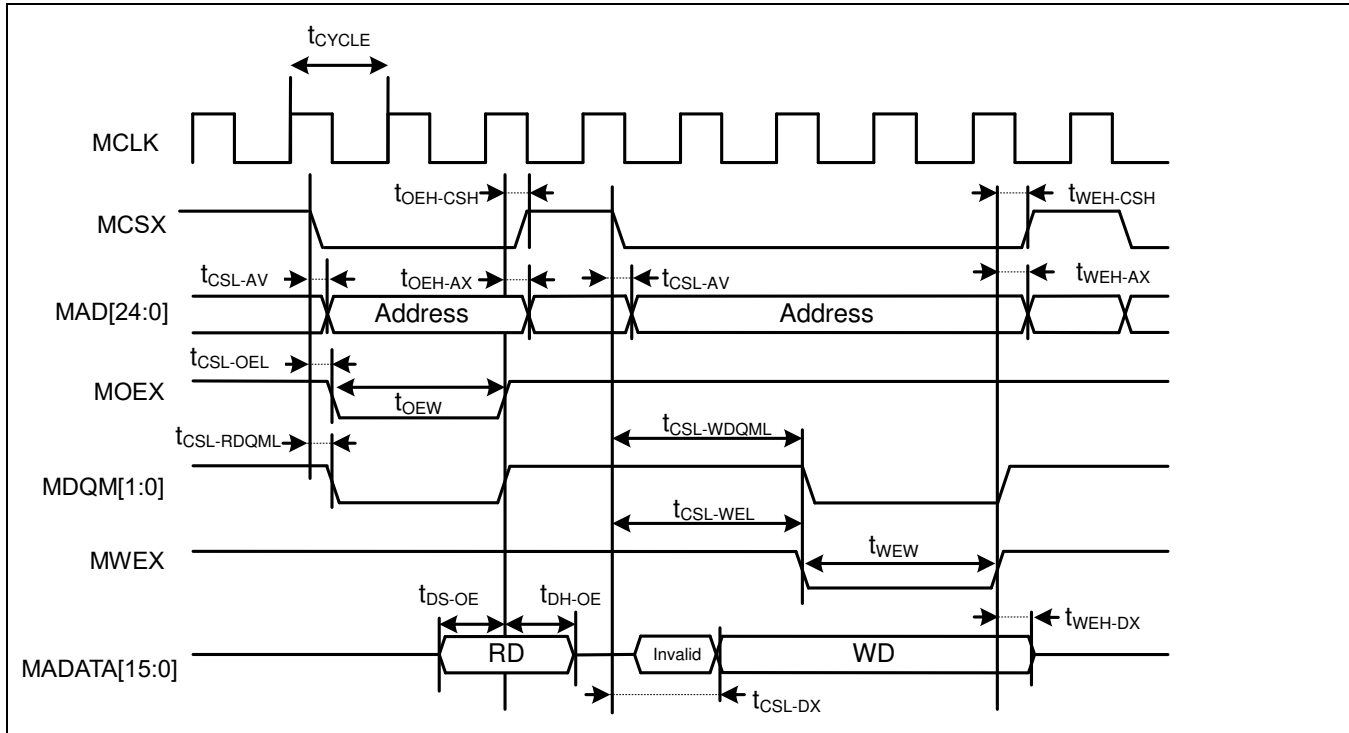 tCYCLE
MCLK
tOEH-CSH
tWEH-CSH
MCSX
tCSL-AV
tOEH-AX
tCSL-AV
tWEH-AX
MAD[24:0]
Address
Address
tCSL-OEL
MOEX
tOEW
tCSL-RDQML
tCSL-WDQML
MDQM[1:0]
tCSL-WEL
MWEX
tWEW
tDS-OE
tDH-OE
tWEH-DX
MADATA[15:0]
RD
Invalid
WD
tCSL-DX